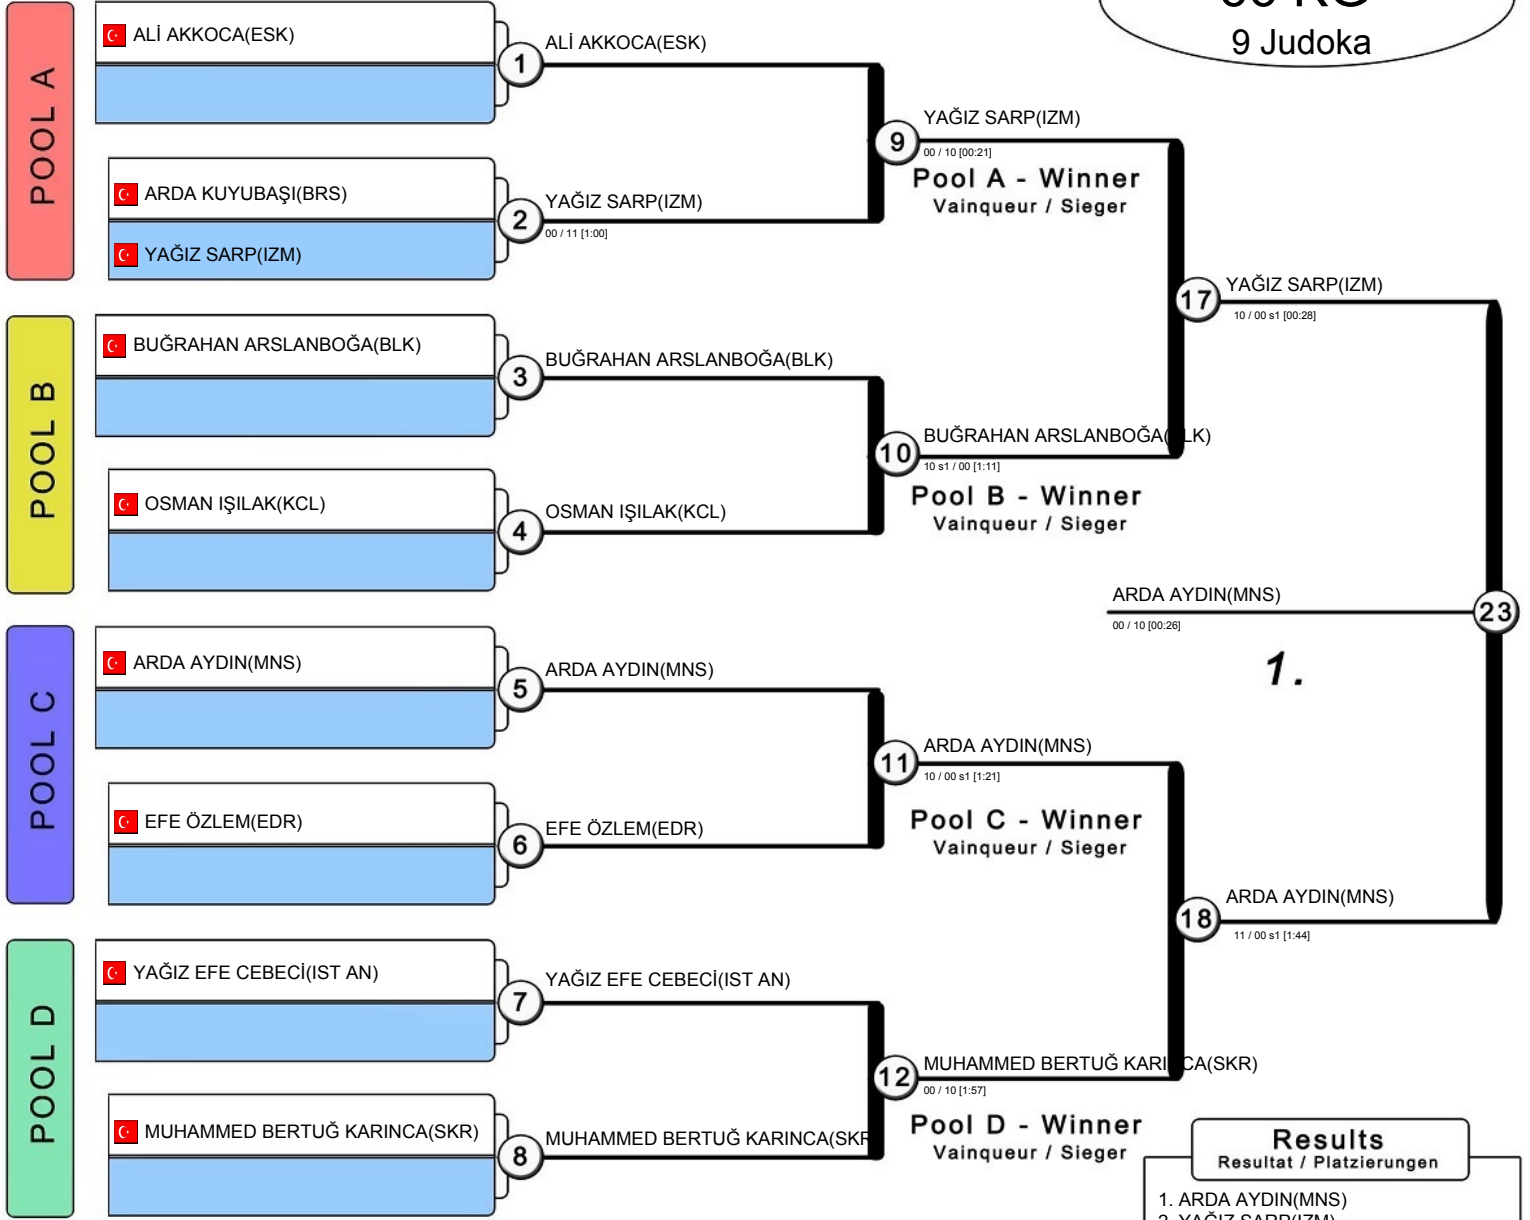 KG
9 Judoka
POOL A
ALİ AKKOCA(ESK)
1
ALİ AKKOCA(ESK)
ARDA KUYUBAŞI(BRS)
YAĞIZ SARP(IZM)
2
YAĞIZ SARP(IZM)
00 / 11 [1:00]
9
YAĞIZ SARP(IZM)
00 / 10 [00:21]
Pool A - Winner
Vainqueur / Sieger
POOL B
BUĞRAHAN ARSLANBOĞA(BLK)
3
BUĞRAHAN ARSLANBOĞA(BLK)
OSMAN IŞILAK(KCL)
4
OSMAN IŞILAK(KCL)
10
BUĞRAHAN ARSLANBOĞA(BLK)
10 s1 / 00 [1:11]
Pool B - Winner
Vainqueur / Sieger
17
YAĞIZ SARP(IZM)
10 / 00 s1 [00:28]
ARDA AYDIN(MNS)
00 / 10 [00:26]
23
1.
POOL C
ARDA AYDIN(MNS)
5
ARDA AYDIN(MNS)
EFE ÖZLEM(EDR)
6
EFE ÖZLEM(EDR)
11
ARDA AYDIN(MNS)
10 / 00 s1 [1:21]
Pool C - Winner
Vainqueur / Sieger
18
ARDA AYDIN(MNS)
11 / 00 s1 [1:44]
POOL D
YAĞIZ EFE CEBECİ(IST AN)
7
YAĞIZ EFE CEBECİ(IST AN)
MUHAMMED BERTUĞ KARINCA(SKR)
8
MUHAMMED BERTUĞ KARINCA(SKR
12
MUHAMMED BERTUĞ KARINCA(SKR)
00 / 10 [1:57]
Pool D - Winner
Vainqueur / Sieger
Results
Resultat / Platzierungen
1. ARDA AYDIN(MNS)
2. YAĞIZ SARP(IZM)